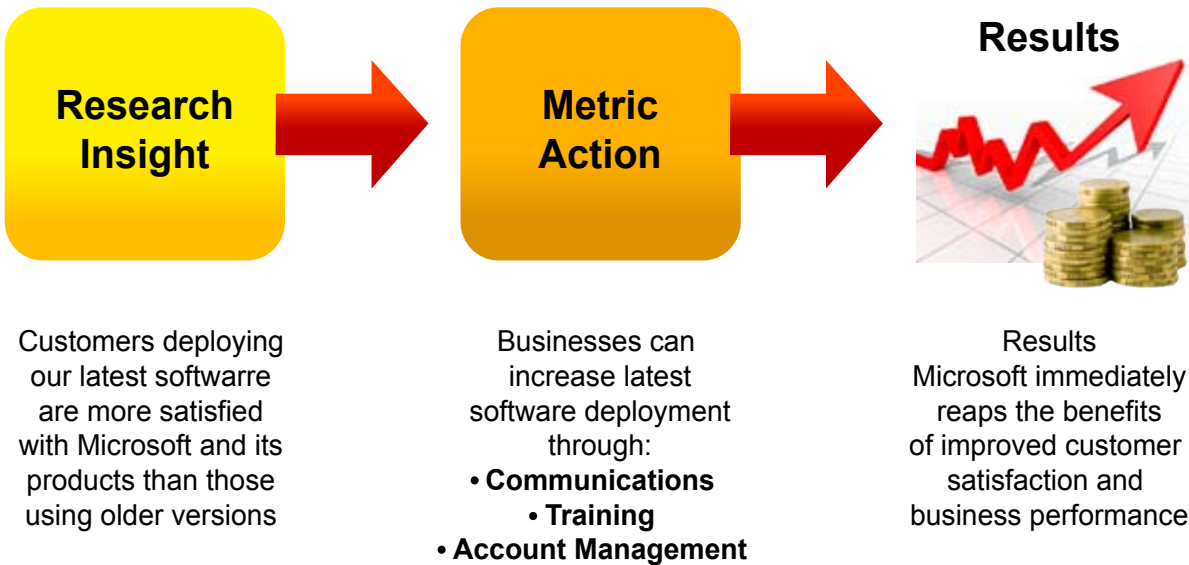 Research
Insight
Metric
Action
Results
Customers deploying
our latest softwarre
are more satisfied
with Microsoft and its
products than those
using older versions
Businesses can
increase latest
software deployment
through:
• Communications
• Training
• Account Management
Results
Microsoft immediately
reaps the benefits
of improved customer
satisfaction and
business performance